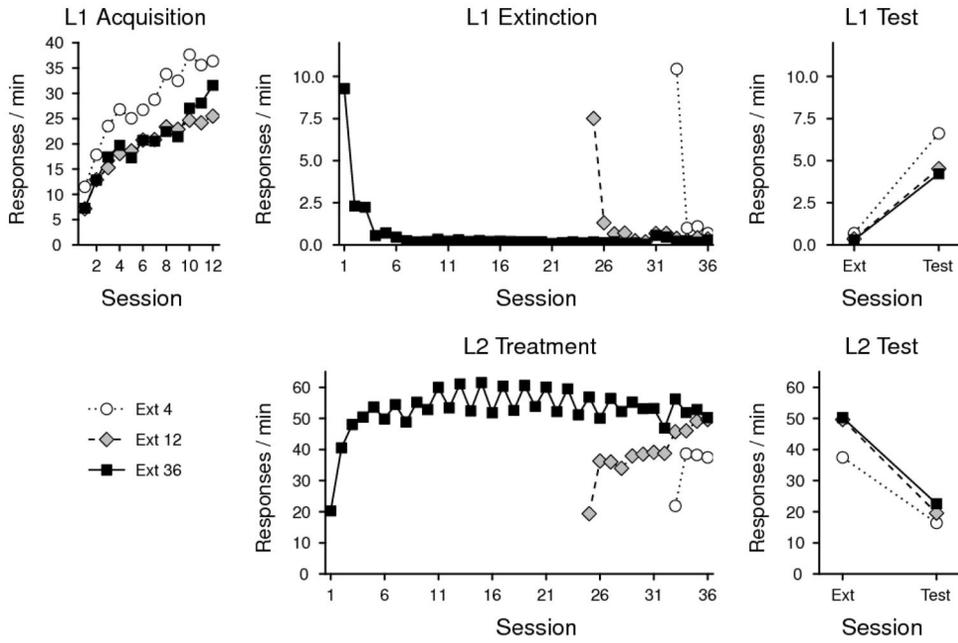 L1 Acquisition
L1 Extinction
L1 Test
Responses / min
40
35
30
25
20
15
10
5
0
2 4 6 8 10 12
Session
Responses / min
10.0
7.5
5.0
2.5
0.0
1 6 11 16 21 26 31 36
Session
Responses / min
10.0
7.5
5.0
2.5
0.0
Ext Test
Session
Ext 4
Ext 12
Ext 36
L2 Treatment
L2 Test
Responses / min
60
50
40
30
20
10
0
1 6 11 16 21 26 31 36
Session
Responses / min
60
50
40
30
20
10
0
Ext Test
Session